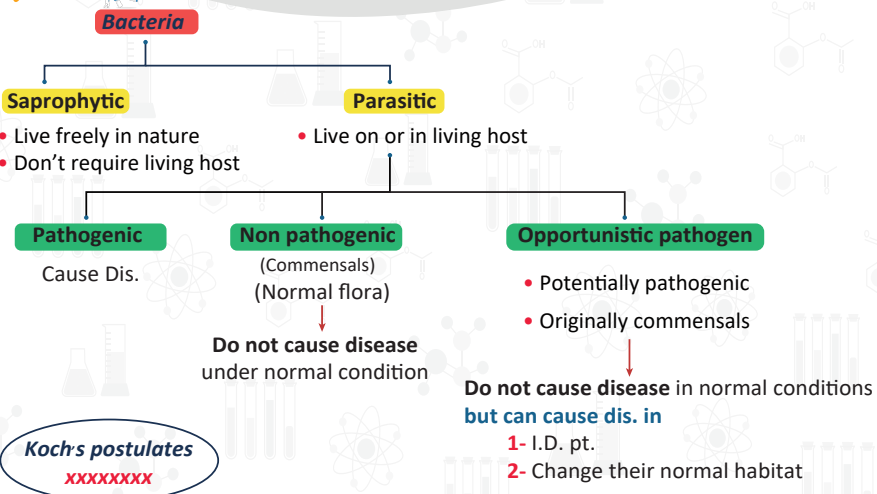 Bacteria
Saprophytic
• Live freely in nature
• Don't require living host
Parasitic
• Live on or in living host
Pathogenic
Cause Dis.
Non pathogenic
(Commensals)
(Normal flora)
Do not cause disease
under normal condition
Opportunistic pathogen
• Potentially pathogenic
• Originally commensals
Do not cause disease in normal conditions
but can cause dis. in
1- I.D. pt.
2- Change their normal habitat
Koch's postulates
xxxxxxxx